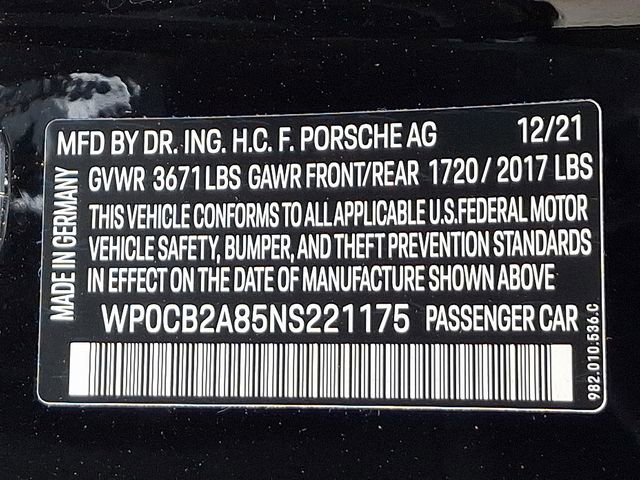 MFD BY DR. ING. H.C. F. PORSCHE AG 12/21
GVWR 3671 LBS GAWR FRONT/REAR 1720 / 2017 LBS
THIS VEHICLE CONFORMS TO ALL APPLICABLE U.S.FEDERAL MOTOR
VEHICLE SAFETY, BUMPER, AND THEFT PREVENTION STANDARDS
IN EFFECT ON THE DATE OF MANUFACTURE SHOWN ABOVE
WP0CB2A85NS221175 PASSENGER CAR
MADE IN GERMANY
982.010.536.C